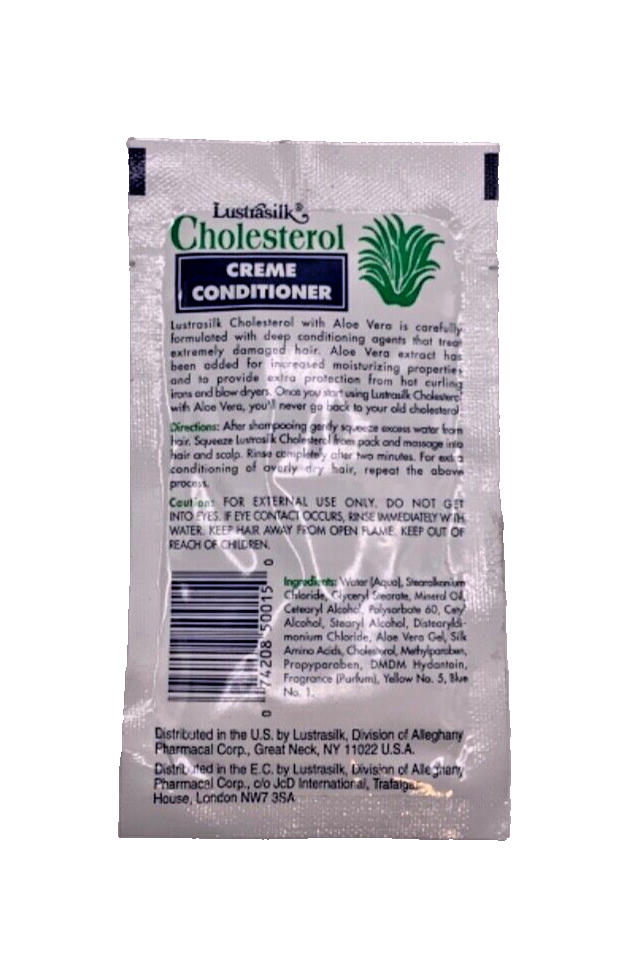 Lustrasilk®
Cholesterol
CREME
CONDITIONER
Lustrasilk Cholesterol with Aloe Vera is carefully
formulated with deep conditioning agents that treat
extremely damaged hair. Aloe Vera extract has
been added for increased moisturizing properties
and to provide extra protection from hot curling
irons and blow dryers. Once you start using Lustrasilk Cholesterol
with Aloe Vera, you'll never go back to your old cholesterol.
Directions: After shampooing gently squeeze excess water from
hair. Squeeze Lustrasilk Cholesterol from pack and massage into
hair and scalp. Rinse completely after two minutes. For extra
conditioning of overly dry hair, repeat the above
process.
Caution: FOR EXTERNAL USE ONLY. DO NOT GET
INTO EYES. IF EYE CONTACT OCCURS, RINSE IMMEDIATELY WITH
WATER. KEEP HAIR AWAY FROM OPEN FLAME. KEEP OUT OF
REACH OF CHILDREN.
0 74208 50015 0
Ingredients: Water (Aqua), Stearalkonium
Chloride, Glyceryl Stearate, Mineral Oil,
Cetearyl Alcohol, Polysorbate 60, Cetyl
Alcohol, Stearyl Alcohol, Distearyldi-
monium Chloride, Aloe Vera Gel, Silk
Amino Acids, Cholesterol, Methylparaben,
Propyparaben, DMDM Hydantoin,
Fragrance (Parfum), Yellow No. 5, Blue
No. 1.
Distributed in the U.S. by Lustrasilk, Division of Alleghany
Pharmacal Corp., Great Neck, NY 11022 U.S.A.
Distributed in the E.C. by Lustrasilk, Division of Alleghany
Pharmacal Corp., c/o JcD International, Trafalgar
House, London NW7 3SA